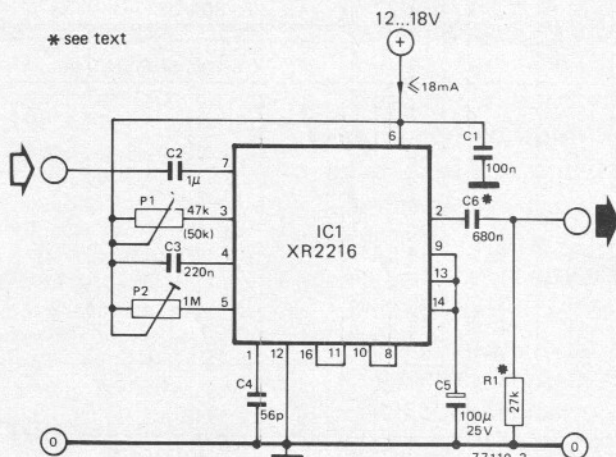 12...18V
* see text
+
≤ 18mA
6
C1
100n
C2
1µ
7
P1
47k
(50k)
3
C3
220n
4
P2
1M
5
IC1
XR2216
2
C6
*
680n
9
13
14
1
12
16
11
10
8
C4
56p
C5
100µ
25V
R1
*
27k
0
0